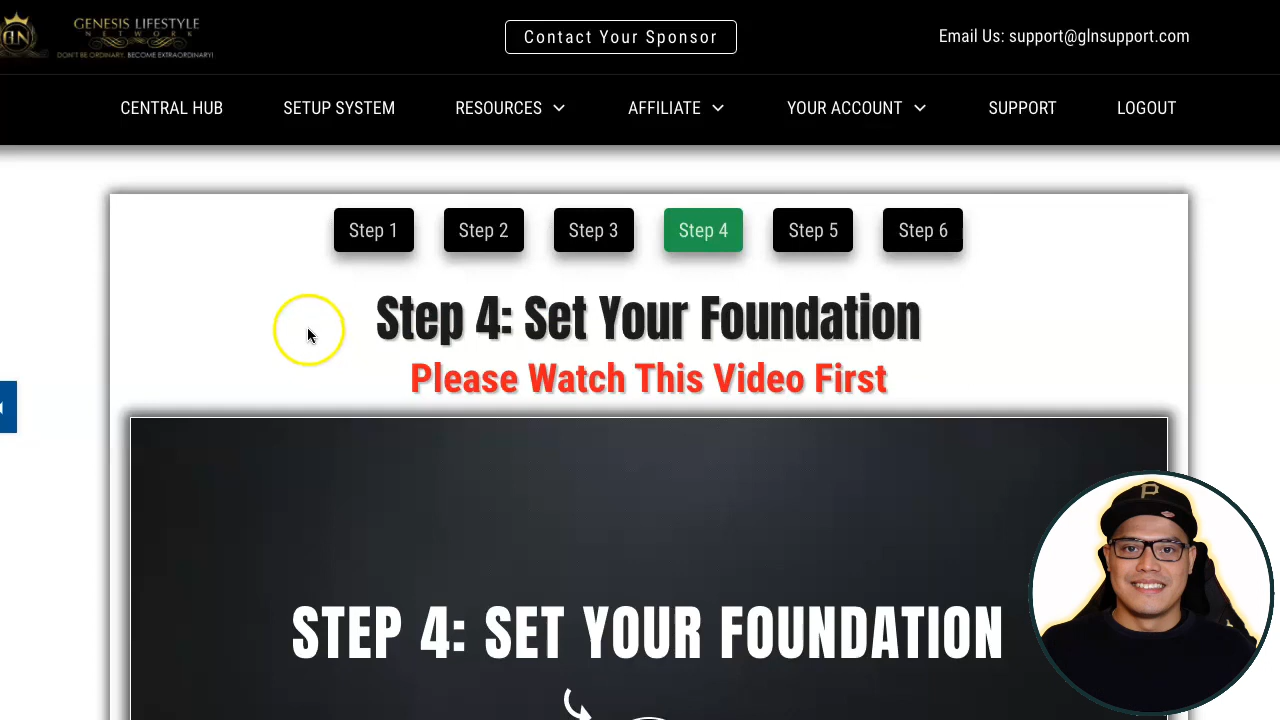 GLN
GENESIS LIFESTYLE
NETWORK
DON'T BE ORDINARY, BECOME EXTRAORDINARY!
Contact Your Sponsor
Email Us: support@glnsupport.com
CENTRAL HUB SETUP SYSTEM RESOURCES AFFILIATE YOUR ACCOUNT SUPPORT LOGOUT
Step 1 Step 2 Step 3 Step 4 Step 5 Step 6
Step 4: Set Your Foundation
Please Watch This Video First
STEP 4: SET YOUR FOUNDATION
P